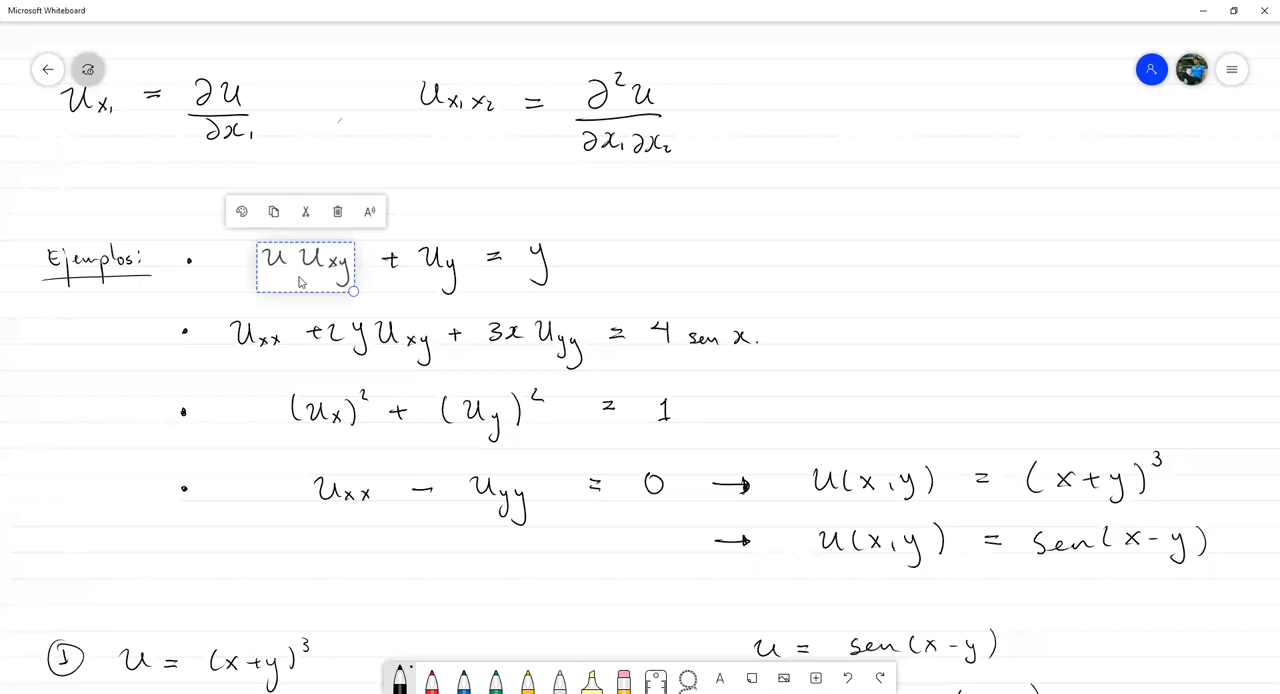 Microsoft Whiteboard
u_{x_1} = ∂u/∂x_1    u_{x_1 x_2} = ∂²u/∂x_1 ∂x_2
Ejemplos: • u u_{xy} + u_y = y
• u_{xx} + 2y u_{xy} + 3x u_{yy} = 4 sen x.
• (u_x)² + (u_y)² = 1
• u_{xx} - u_{yy} = 0 → u(x,y) = (x+y)³
→ u(x,y) = sen(x-y)
① u = (x+y)³    u = sen(x-y)